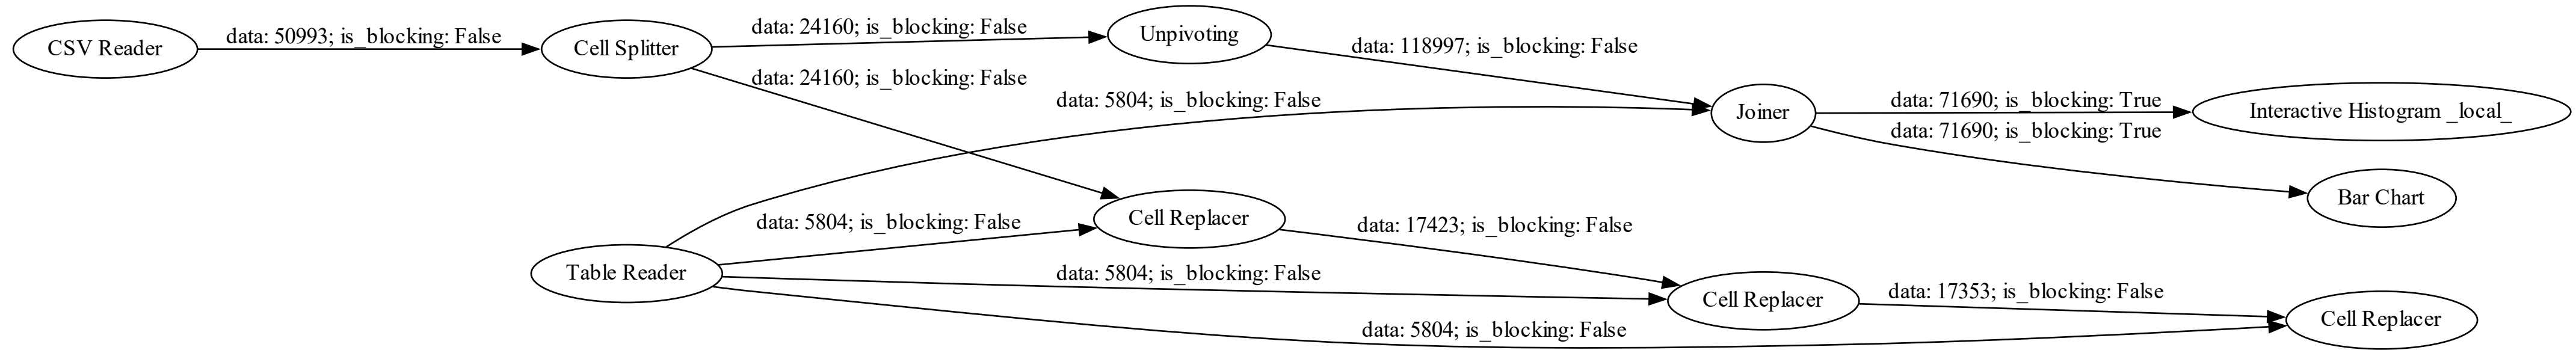 CSV Reader
data: 50993; is_blocking: False
Cell Splitter
data: 24160; is_blocking: False
Unpivoting
data: 118997; is_blocking: False
data: 24160; is_blocking: False
data: 5804; is_blocking: False
Joiner
data: 71690; is_blocking: True
Interactive Histogram _local_
data: 71690; is_blocking: True
Bar Chart
Table Reader
data: 5804; is_blocking: False
Cell Replacer
data: 17423; is_blocking: False
data: 5804; is_blocking: False
Cell Replacer
data: 17353; is_blocking: False
data: 5804; is_blocking: False
Cell Replacer